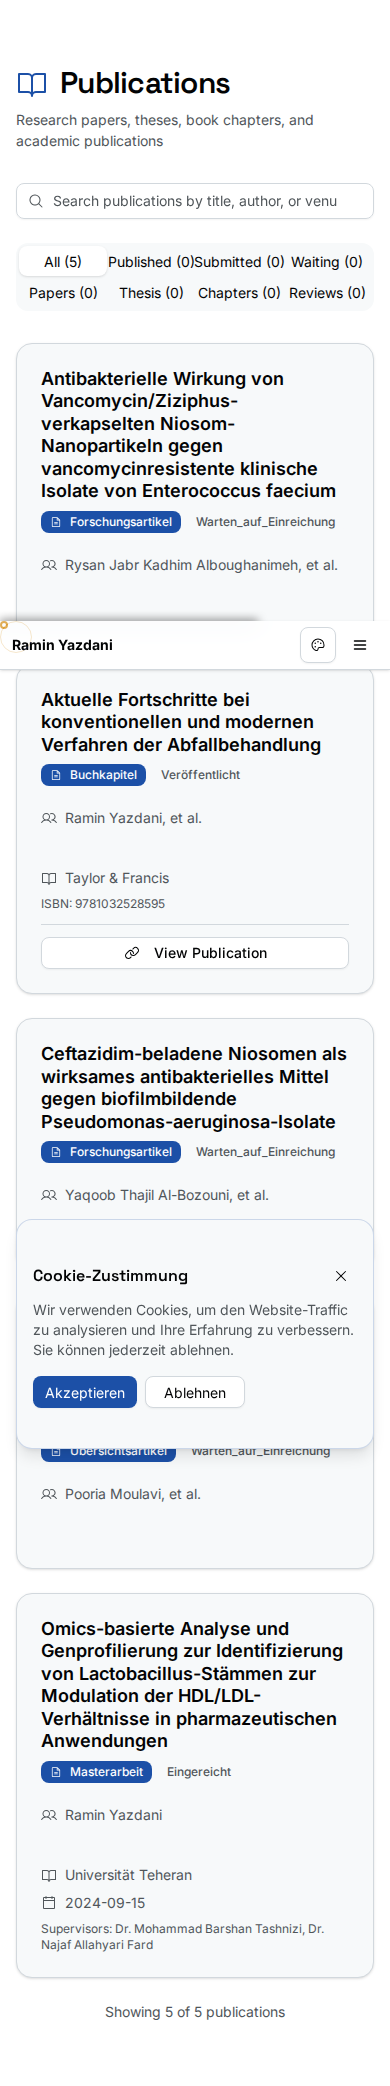 Publications
Research papers, theses, book chapters, and
academic publications
Search publications by title, author, or venu
All (5) Published (0) Submitted (0) Waiting (0)
Papers (0) Thesis (0) Chapters (0) Reviews (0)
Antibakterielle Wirkung von
Vancomycin/Ziziphus-
verkapselten Niosom-
Nanopartikeln gegen
vancomycinresistente klinische
Isolate von Enterococcus faecium
Forschungsartikel Warten_auf_Einreichung
Rysan Jabr Kadhim Alboughanimeh, et al.
Ramin Yazdani
Aktuelle Fortschritte bei
konventionellen und modernen
Verfahren der Abfallbehandlung
Buchkapitel Veröffentlicht
Ramin Yazdani, et al.
Taylor & Francis
ISBN: 9781032528595
View Publication
Ceftazidim-beladene Niosomen als
wirksames antibakterielles Mittel
gegen biofilmbildende
Pseudomonas-aeruginosa-Isolate
Forschungsartikel Warten_auf_Einreichung
Yaqoob Thajil Al-Bozouni, et al.
Cookie-Zustimmung
Wir verwenden Cookies, um den Website-Traffic
zu analysieren und Ihre Erfahrung zu verbessern.
Sie können jederzeit ablehnen.
Akzeptieren Ablehnen
Übersichtsartikel Warten_auf_Einreichung
Pooria Moulavi, et al.
Omics-basierte Analyse und
Genprofilierung zur Identifizierung
von Lactobacillus-Stämmen zur
Modulation der HDL/LDL-
Verhältnisse in pharmazeutischen
Anwendungen
Masterarbeit Eingereicht
Ramin Yazdani
Universität Teheran
2024-09-15
Supervisors: Dr. Mohammad Barshan Tashnizi, Dr.
Najaf Allahyari Fard
Showing 5 of 5 publications